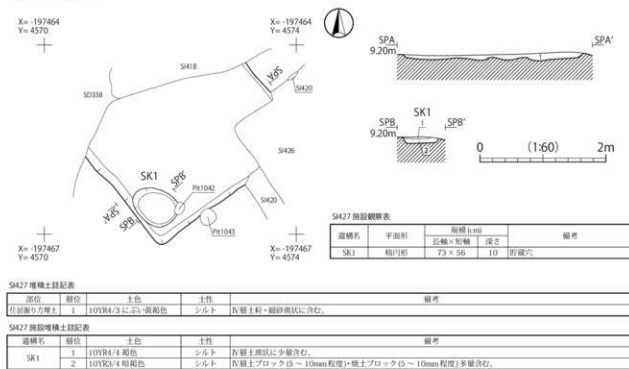 X= -197464
Y= 4570
X= -197464
Y= 4574
SI418
SPA
SI420
SD338
SI426
SK1
SPB'
Pit1042
SPA'
SPB
SI420
Pit1043
X= -197467
Y= 4570
X= -197467
Y= 4574
SPA
SPA'
9.20m
1
SK1
SPB
1
SPB'
9.20m
2
0 (1:60) 2m
SI427 施設観察表
遺構名 平面形 規模(cm) 備考
長軸×短軸 深さ
SK1 楕円形 73×56 10 貯蔵穴
SI427 堆積土註記表
部位 層位 土色 土性 備考
住居掘り方埋土 1 10YR4/3 にぶい黄褐色 シルト Ⅳ層土粒・細砂斑状に含む。
SI427 施設堆積土註記表
遺構名 層位 土色 土性 備考
SK1 1 10YR4/4 褐色 シルト Ⅳ層土斑状に少量含む。
2 10YR3/4 暗褐色 シルト Ⅳ層土ブロック(5～10mm程度)・焼土ブロック(5～10mm程度)多量含む。